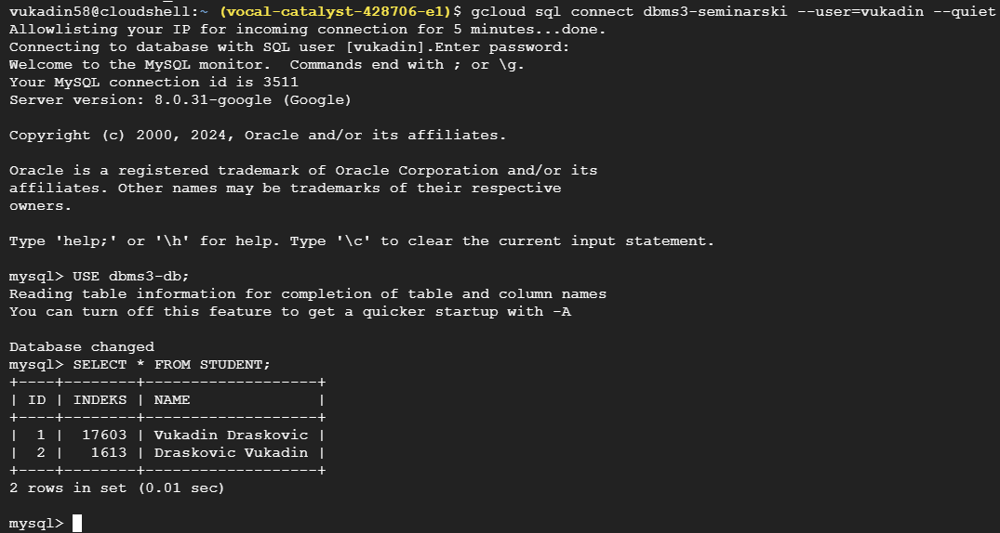 vukadin58@cloudshell:~ (vocal-catalyst-428706-e1)$ gcloud sql connect dbms3-seminarski --user=vukadin --quiet
Allowlisting your IP for incoming connection for 5 minutes...done.
Connecting to database with SQL user [vukadin].Enter password:
Welcome to the MySQL monitor.  Commands end with ; or \g.
Your MySQL connection id is 3511
Server version: 8.0.31-google (Google)

Copyright (c) 2000, 2024, Oracle and/or its affiliates.

Oracle is a registered trademark of Oracle Corporation and/or its
affiliates. Other names may be trademarks of their respective
owners.

Type 'help;' or '\h' for help. Type '\c' to clear the current input statement.

mysql> USE dbms3-db;
Reading table information for completion of table and column names
You can turn off this feature to get a quicker startup with -A

Database changed
mysql> SELECT * FROM STUDENT;
+----+--------+-------------------+
| ID | INDEKS | NAME              |
+----+--------+-------------------+
|  1 |  17603 | Vukadin Draskovic |
|  2 |   1613 | Draskovic Vukadin |
+----+--------+-------------------+
2 rows in set (0.01 sec)

mysql>